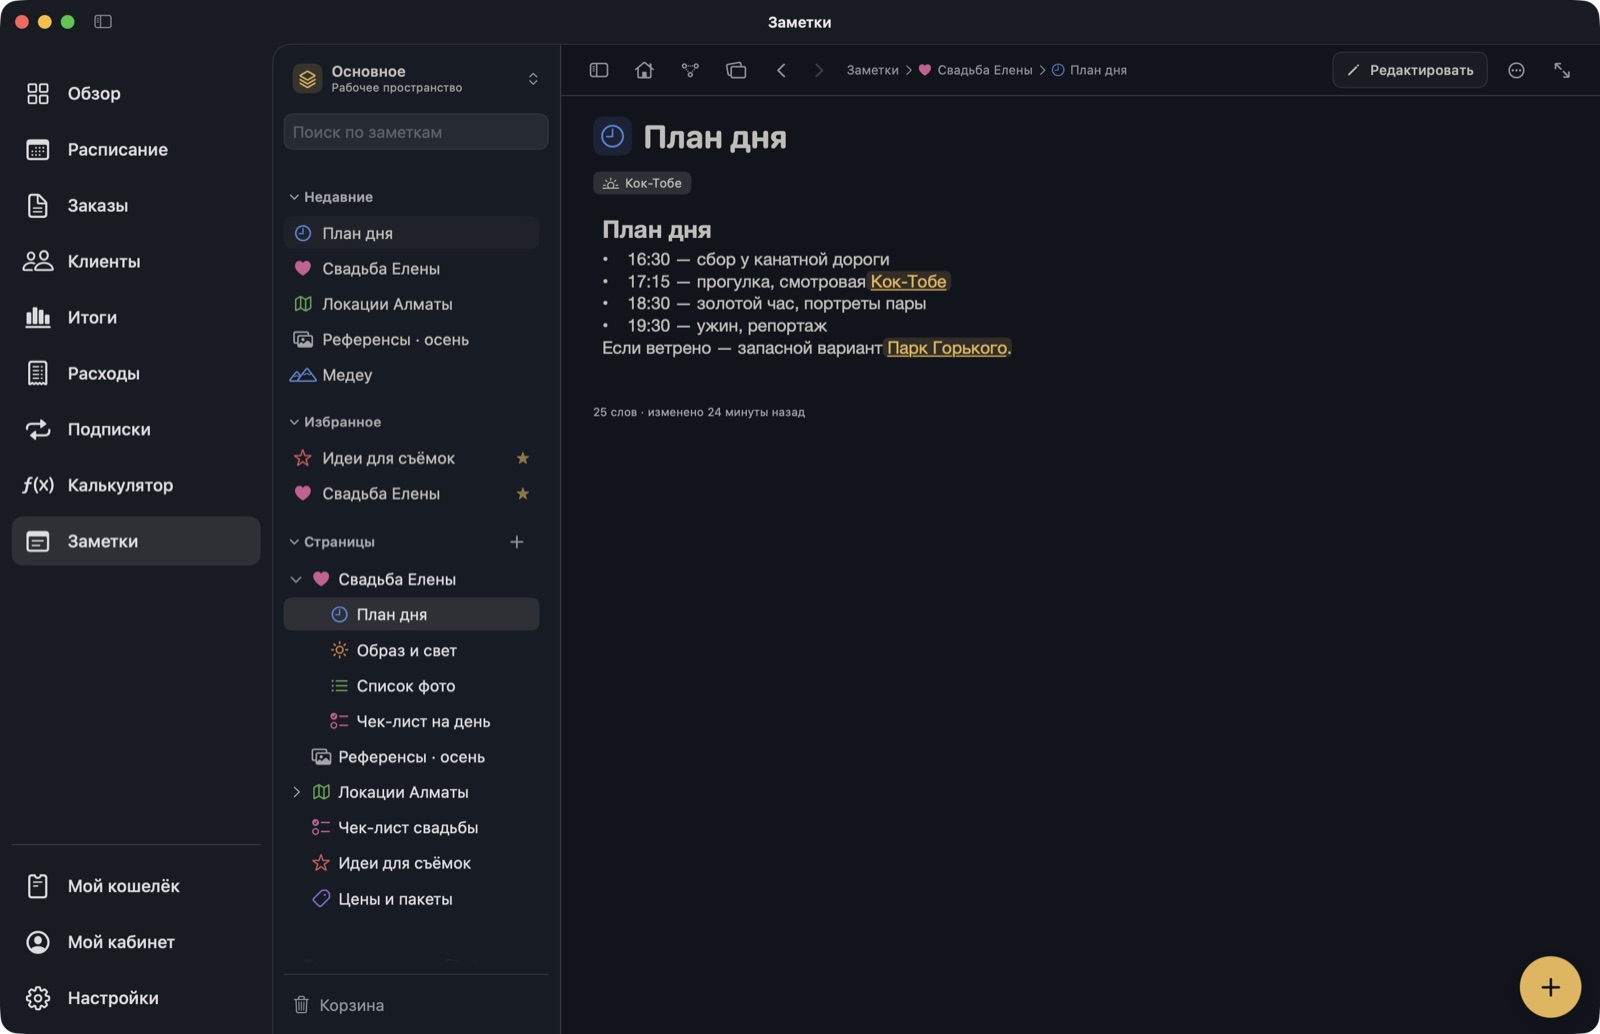 Заметки
Обзор
Расписание
Заказы
Клиенты
Итоги
Расходы
Подписки
f(x) Калькулятор
Заметки
Мой кошелёк
Мой кабинет
Настройки
Основное
Рабочее пространство
Поиск по заметкам
Недавние
План дня
Свадьба Елены
Локации Алматы
Референсы · осень
Медеу
Избранное
Идеи для съёмок
Свадьба Елены
Страницы
Свадьба Елены
План дня
Образ и свет
Список фото
Чек-лист на день
Референсы · осень
Локации Алматы
Чек-лист свадьбы
Идеи для съёмок
Цены и пакеты
Корзина
Заметки > Свадьба Елены > План дня
Редактировать
План дня
Кок-Тобе
План дня
• 16:30 — сбор у канатной дороги
• 17:15 — прогулка, смотровая Кок-Тобе
• 18:30 — золотой час, портреты пары
• 19:30 — ужин, репортаж
Если ветрено — запасной вариант Парк Горького.
25 слов · изменено 24 минуты назад